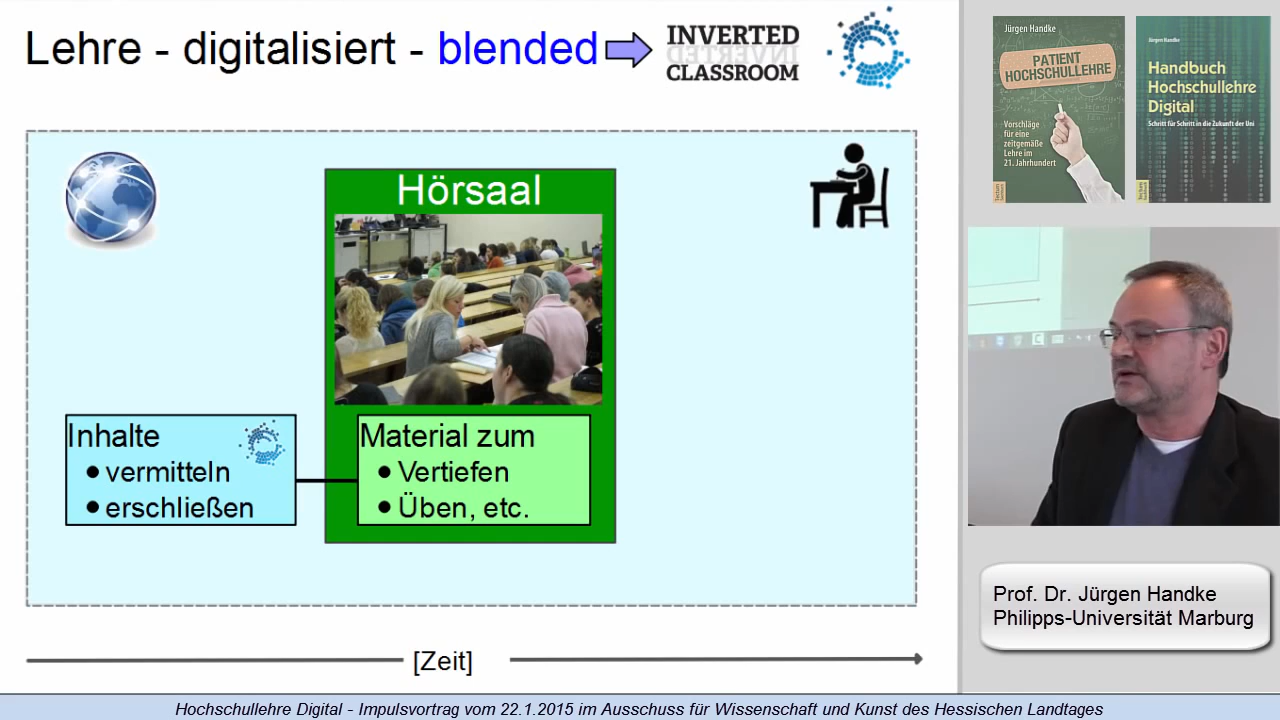 Lehre - digitalisiert - blended
INVERTED
CLASSROOM
Hörsaal
Inhalte
• vermitteln
• erschließen
Material zum
• Vertiefen
• Üben, etc.
[Zeit]
Jürgen Handke
PATIENT
HOCHSCHULLEHRE
Vorschläge
für eine
zeitgemäße
Lehre im
21. Jahrhundert
Jürgen Handke
Handbuch
Hochschullehre
Digital
Schritt für Schritt in die Zukunft der Uni
Prof. Dr. Jürgen Handke
Philipps-Universität Marburg
Hochschullehre Digital - Impulsvortrag vom 22.1.2015 im Ausschuss für Wissenschaft und Kunst des Hessischen Landtages